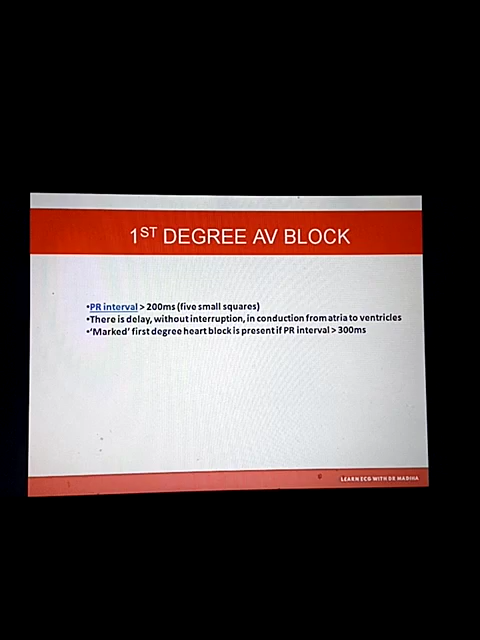 1ST DEGREE AV BLOCK
•PR interval > 200ms (five small squares)
•There is delay, without interruption, in conduction from atria to ventricles
•‘Marked’ first degree heart block is present if PR interval > 300ms
LEARN ECG WITH DR MADIHA